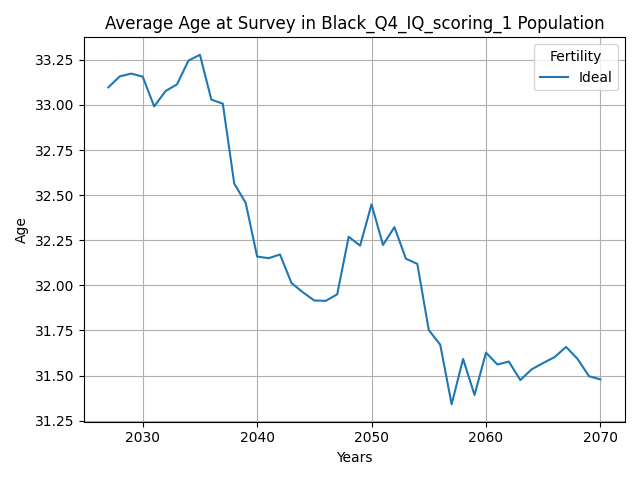 Average Age at Survey in Black_Q4_IQ_scoring_1 Population
Fertility
Ideal
33.25
33.00
32.75
32.50
32.25
32.00
31.75
31.50
31.25
Age
2030 2040 2050 2060 2070
Years